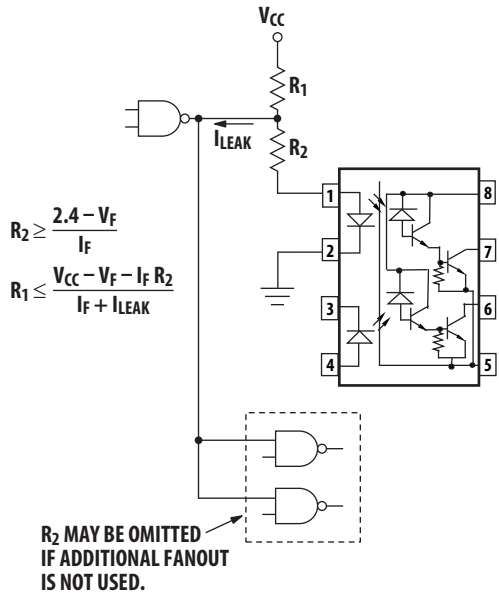 VCC
R1
ILEAK
R2
1
8
R2 ≥ 2.4 – VF / IF
2
7
R1 ≤ VCC – VF – IF R2 / IF + ILEAK
3
6
4
5
R2 MAY BE OMITTED
IF ADDITIONAL FANOUT
IS NOT USED.